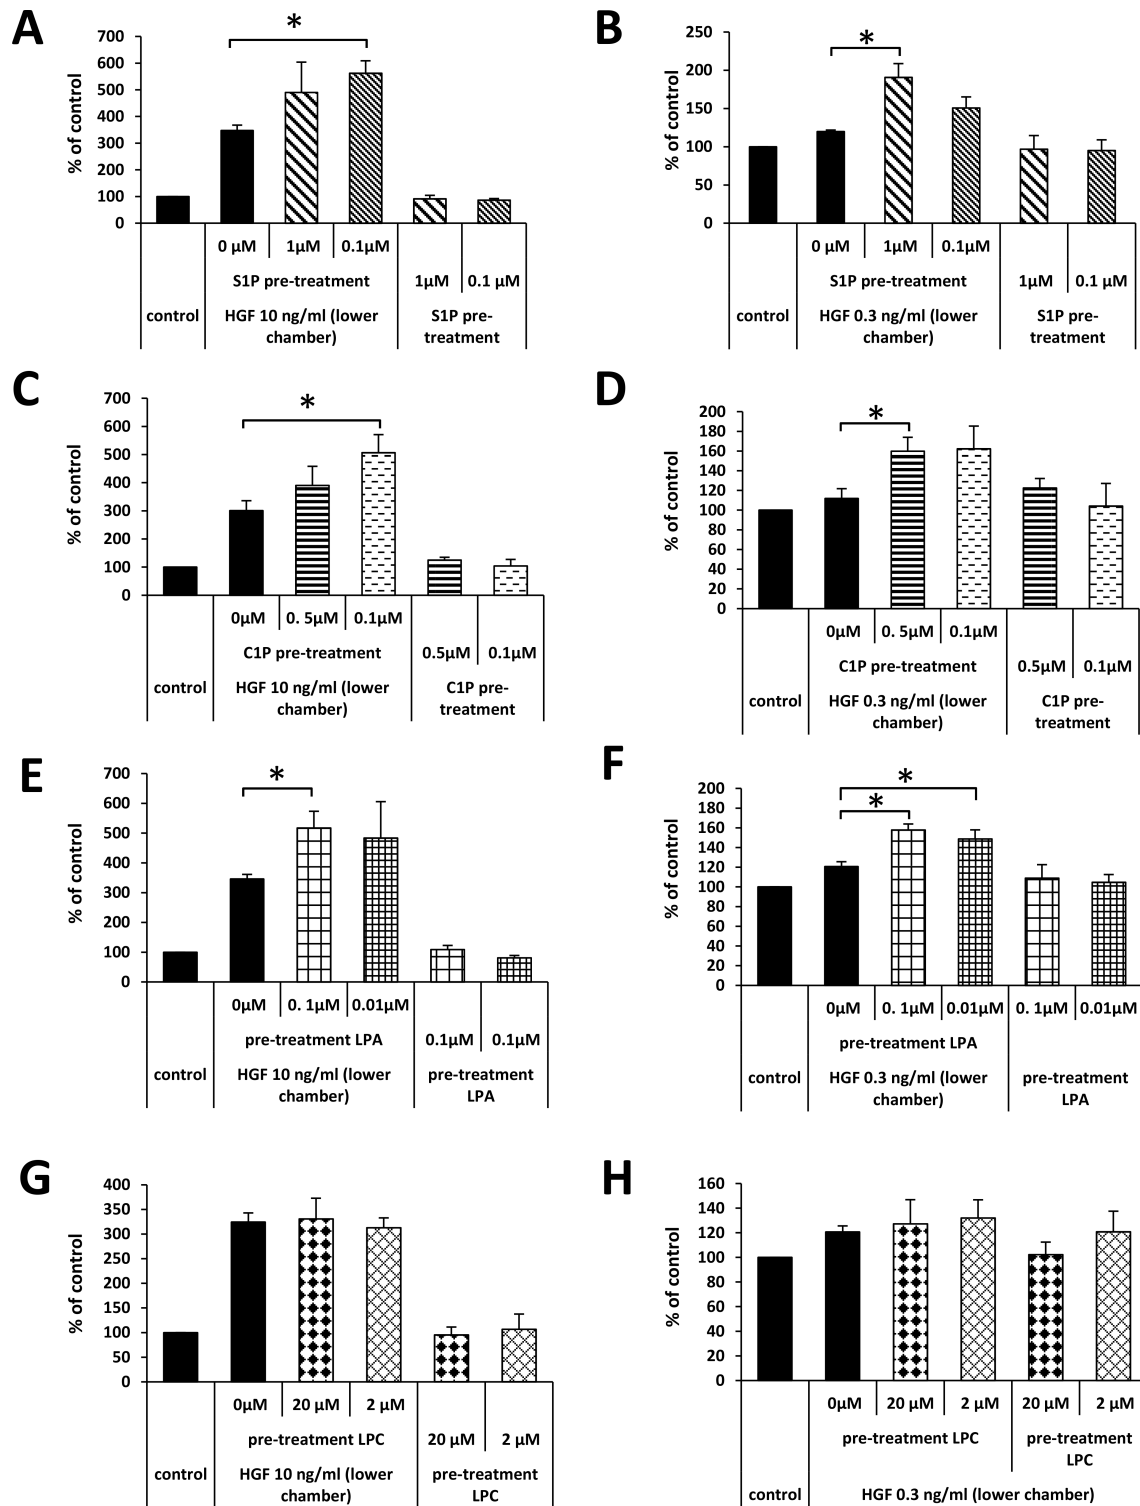 A
*
% of control
700
600
500
400
300
200
100
0
0 µM
1µM
0.1µM
S1P pre-treatment
1µM
0.1 µM
control
HGF 10 ng/ml (lower
chamber)
S1P pre-
treatment
B
*
% of control
250
200
150
100
50
0
0 µM
1µM
0.1µM
S1P pre-treatment
1µM
0.1 µM
control
HGF 0.3 ng/ml (lower
chamber)
S1P pre-
treatment
C
*
% of control
700
600
500
400
300
200
100
0
0µM
0. 5µM
0.1µM
C1P pre-treatment
0.5µM
0.1µM
control
HGF 10 ng/ml (lower
chamber)
C1P pre-
treatment
D
*
% of control
200
180
160
140
120
100
80
60
40
20
0
0µM
0. 5µM
0.1µM
C1P pre-treatment
0.5µM
0.1µM
control
HGF 0.3 ng/ml (lower
chamber)
C1P pre-
treatment
E
*
% of control
700
600
500
400
300
200
100
0
0µM
0. 1µM
0.01µM
pre-treatment LPA
0.1µM
0.1µM
control
HGF 10 ng/ml (lower
chamber)
pre-treatment
LPA
F
*
*
% of control
200
180
160
140
120
100
80
60
40
20
0
0µM
0. 1µM
0.01µM
0. 1µM
0.01µM
pre-treatment LPA
control
HGF 0.3 ng/ml (lower
chamber)
pre-treatment
LPA
G
% of control
400
350
300
250
200
150
100
50
0
0µM
20 µM
2 µM
pre-treatment LPC
20 µM
2 µM
control
HGF 10 ng/ml (lower
chamber)
pre-treatment
LPC
H
% of control
160
140
120
100
80
60
40
20
0
0µM
20 µM
2 µM
20 µM
2 µM
pre-treatment LPC
pre-treatment
LPC
control
HGF 0.3 ng/ml (lower chamber)